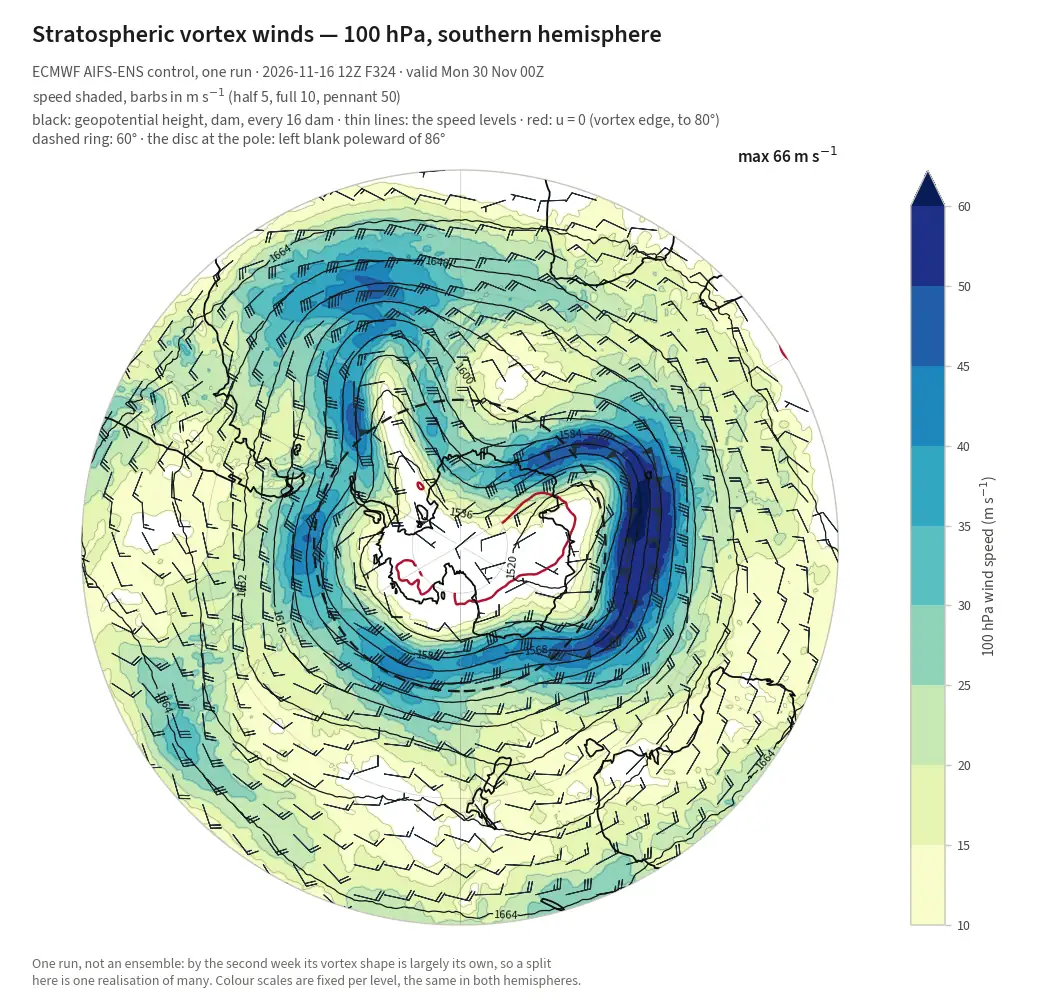 Stratospheric vortex winds — 100 hPa, southern hemisphere
ECMWF AIFS-ENS control, one run · 2026-11-16 12Z F324 · valid Mon 30 Nov 00Z
speed shaded, barbs in m s⁻¹ (half 5, full 10, pennant 50)
black: geopotential height, dam, every 16 dam · thin lines: the speed levels · red: u = 0 (vortex edge, to 80°)
dashed ring: 60° · the disc at the pole: left blank poleward of 86°
max 66 m s⁻¹
60
50
45
40
35
30
25
20
15
10
100 hPa wind speed (m s⁻¹)
1664
1648
1600
1584
1536
1520
1632
1616
1568
1664
1664
1664
One run, not an ensemble: by the second week its vortex shape is largely its own, so a split
here is one realisation of many. Colour scales are fixed per level, the same in both hemispheres.